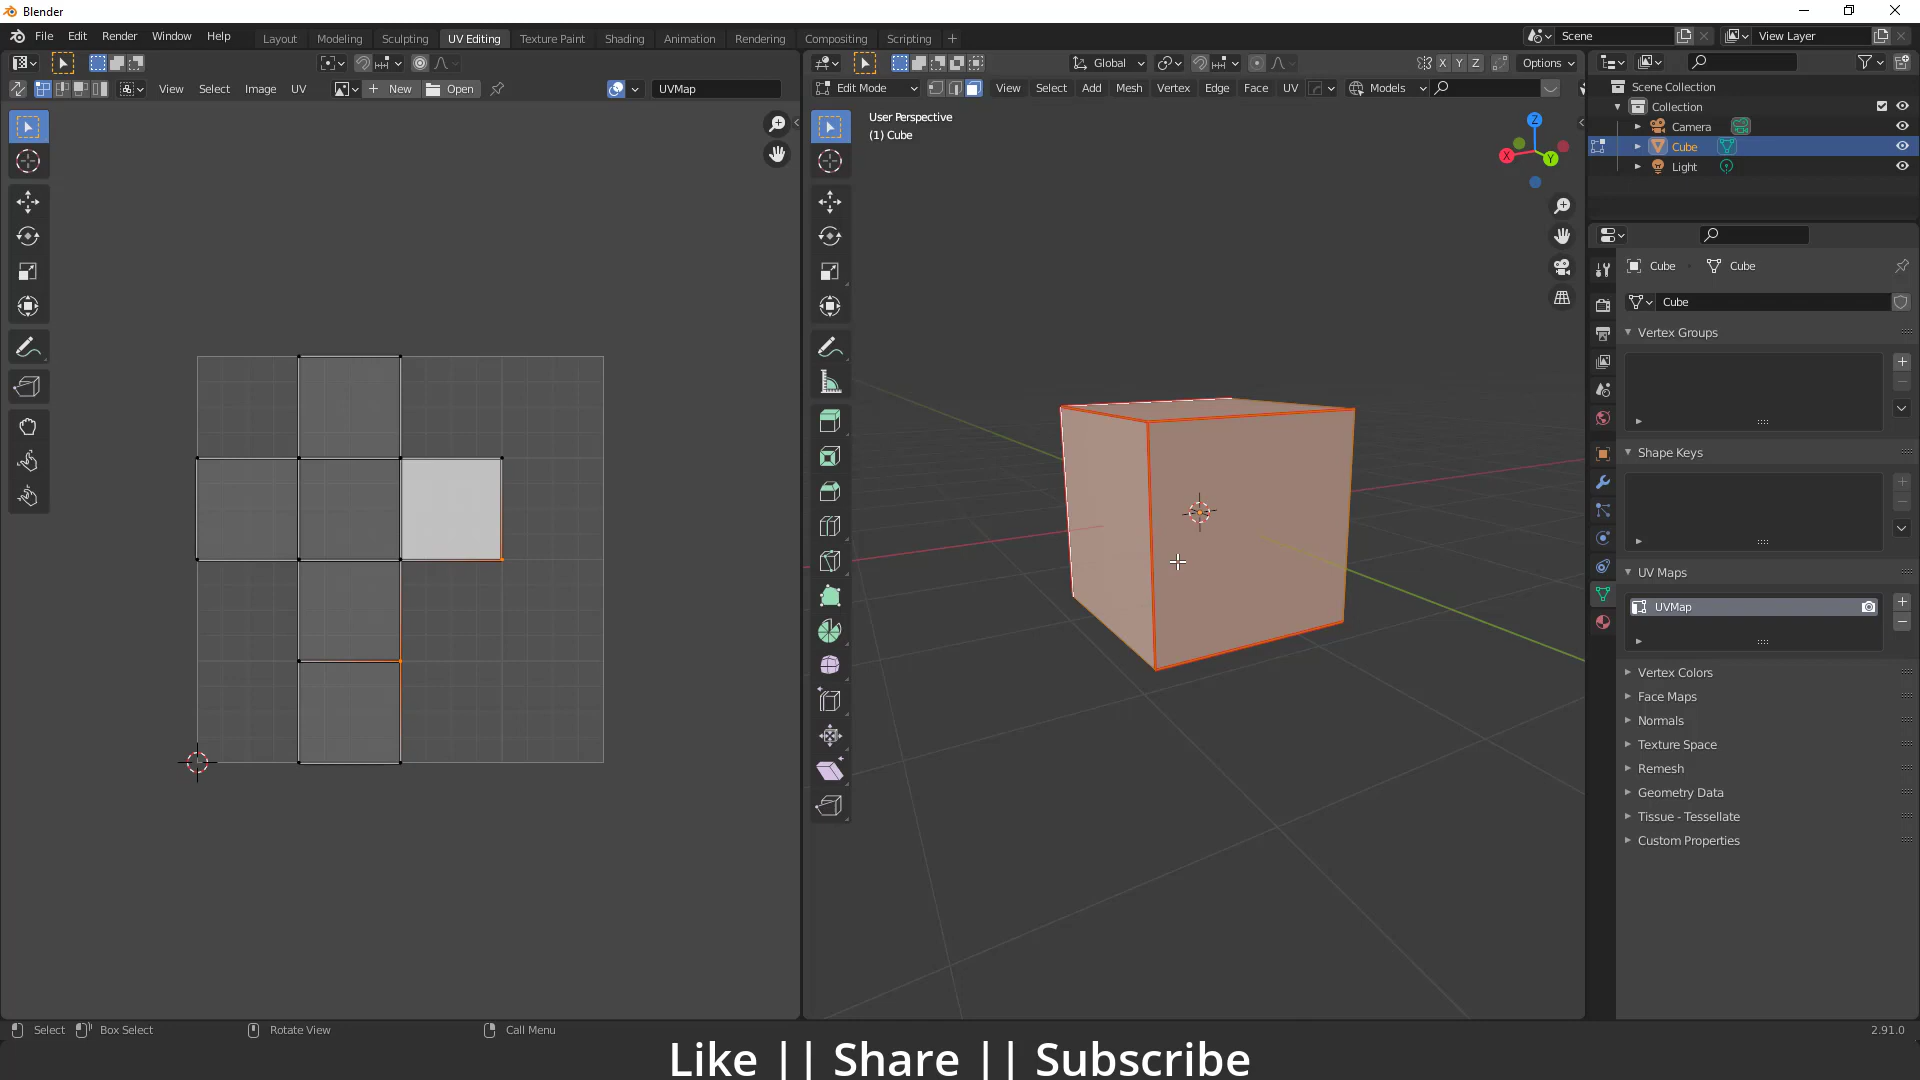 Blender
File Edit Render Window Help
Layout Modeling Sculpting UV Editing Texture Paint Shading Animation Rendering Compositing Scripting +
Scene
View Layer
Global
X Y Z
Options
View Select Image UV
New
Open
UVMap
Edit Mode
View Select Add Mesh Vertex Edge Face UV
Models
User Perspective
(1) Cube
Z
X
Y
Scene Collection
Collection
Camera
Cube
Light
Cube
Cube
Cube
Vertex Groups
Shape Keys
UV Maps
UVMap
Vertex Colors
Face Maps
Normals
Texture Space
Remesh
Geometry Data
Tissue - Tessellate
Custom Properties
Select
Box Select
Rotate View
Call Menu
2.91.0
Like || Share || Subscribe